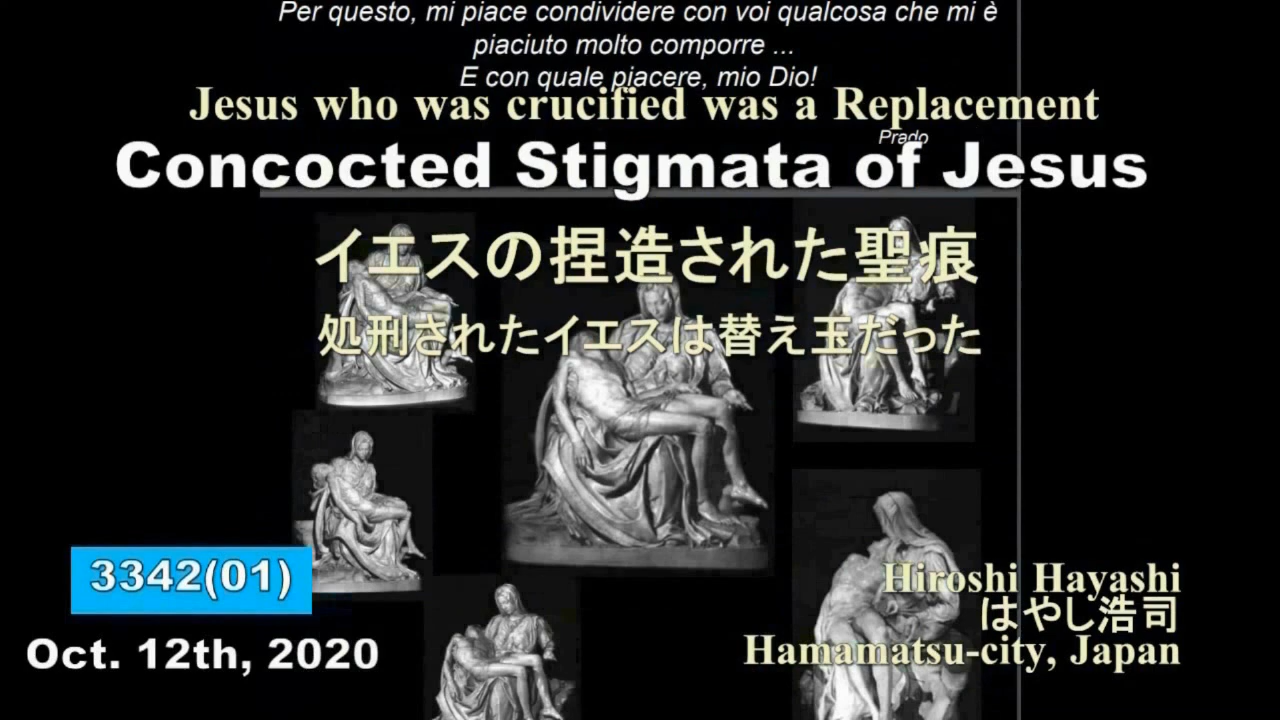 Per questo, mi piace condividere con voi qualcosa che mi è
piaciuto molto comporre ...
E con quale piacere, mio Dio!
Jesus who was crucified was a Replacement
Prado
Concocted Stigmata of Jesus
イエスの捏造された聖痕
処刑されたイエスは替え玉だった
3342(01)
Oct. 12th, 2020
Hiroshi Hayashi
はやし浩司
Hamamatsu-city, Japan